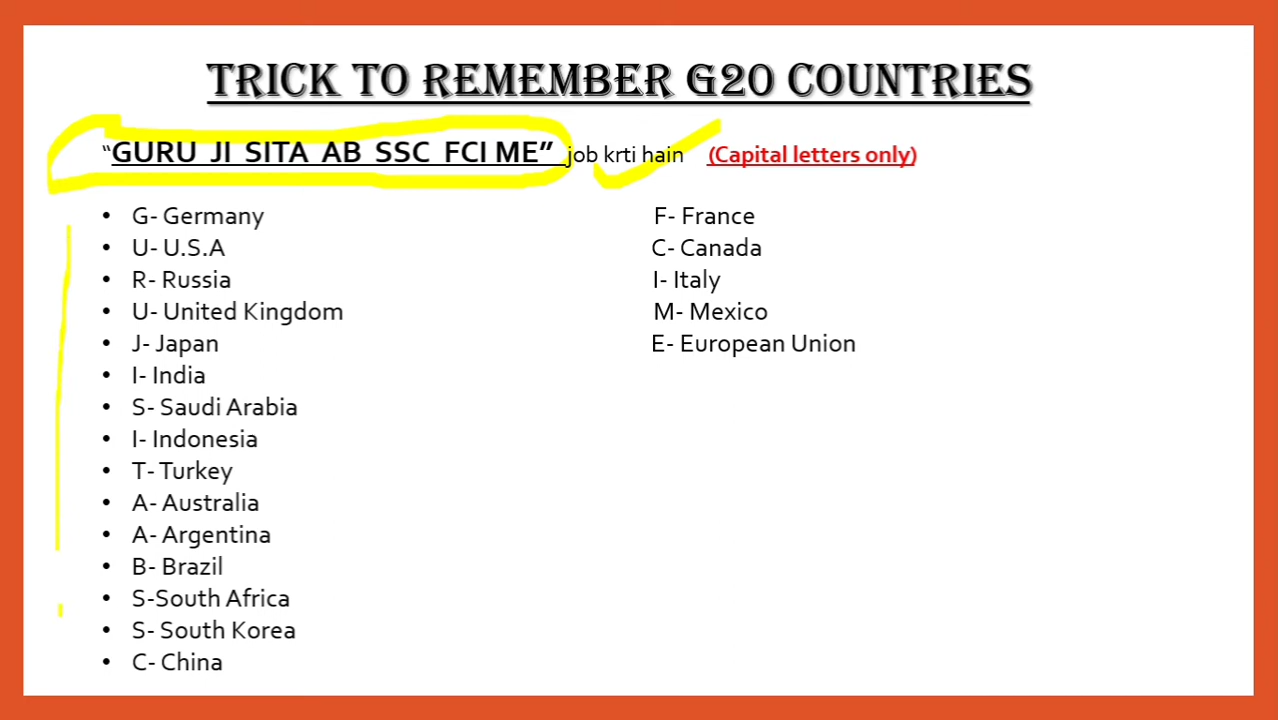 TRICK TO REMEMBER G20 COUNTRIES
“GURU JI SITA AB SSC FCI ME” job krti hain (Capital letters only)
• G- Germany
• U- U.S.A
• R- Russia
• U- United Kingdom
• J- Japan
• I- India
• S- Saudi Arabia
• I- Indonesia
• T- Turkey
• A- Australia
• A- Argentina
• B- Brazil
• S-South Africa
• S- South Korea
• C- China
F- France
C- Canada
I- Italy
M- Mexico
E- European Union